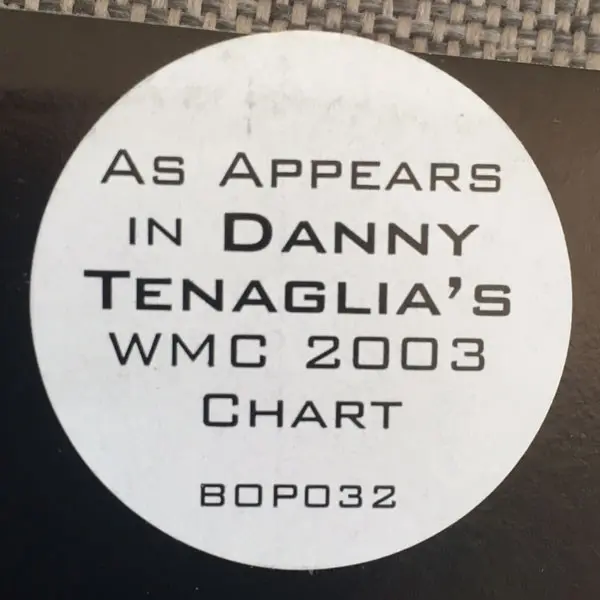 As Appears
in Danny
Tenaglia's
WMC 2003
Chart
BOP032